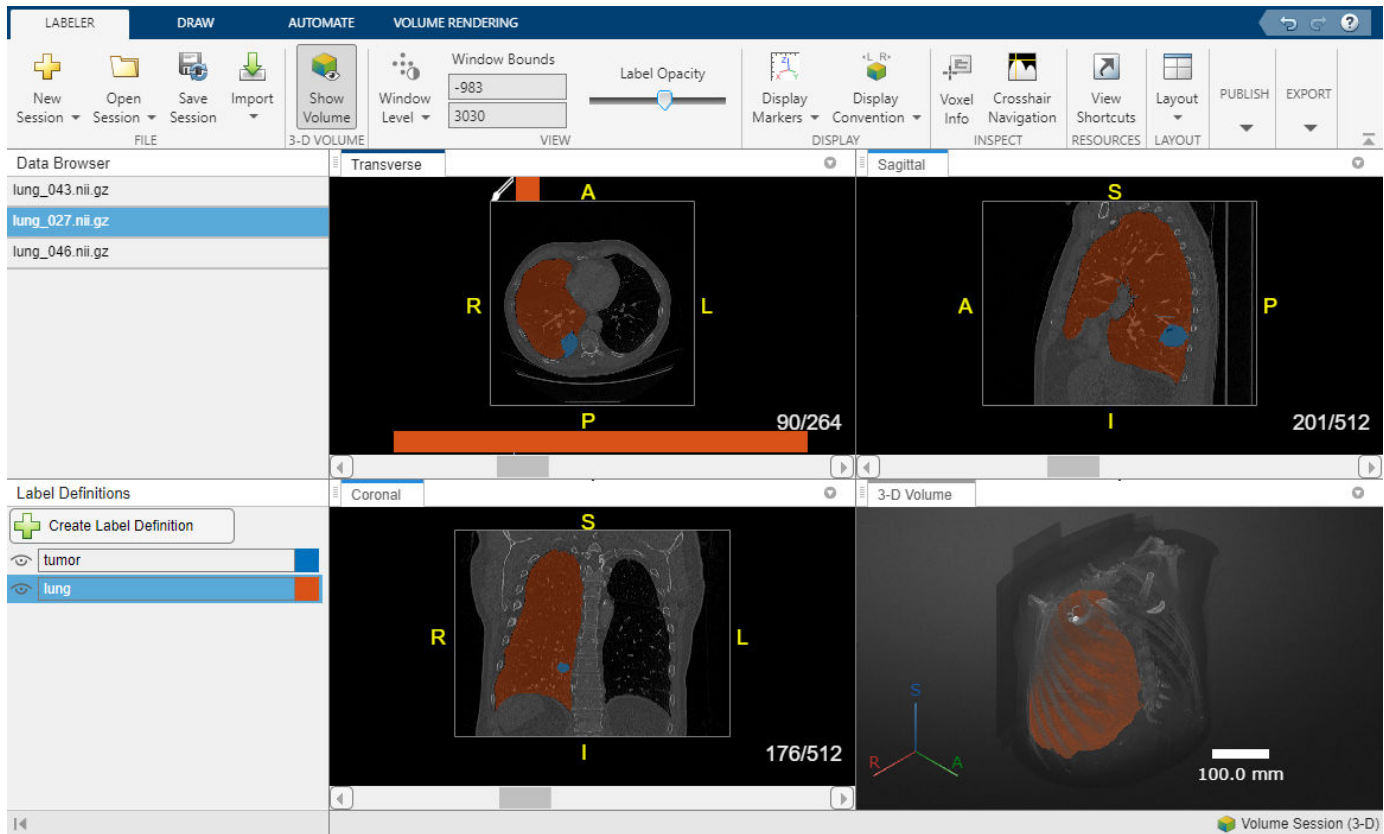 LABELER DRAW AUTOMATE VOLUME RENDERING
New Session
Open Session
Save Session
Import
FILE
Show Volume
3-D VOLUME
Window Level
Window Bounds
-983
3030
Label Opacity
VIEW
Display Markers
Display Convention
DISPLAY
Voxel Info
Crosshair Navigation
INSPECT
View Shortcuts
RESOURCES
Layout
LAYOUT
PUBLISH
EXPORT
Data Browser
lung_043.nii.gz
lung_027.nii.gz
lung_046.nii.gz
Transverse
A
R
L
P
90/264
Sagittal
S
A
P
I
201/512
Label Definitions
Create Label Definition
tumor
lung
Coronal
S
R
L
I
176/512
3-D Volume
S
R
A
100.0 mm
Volume Session (3-D)